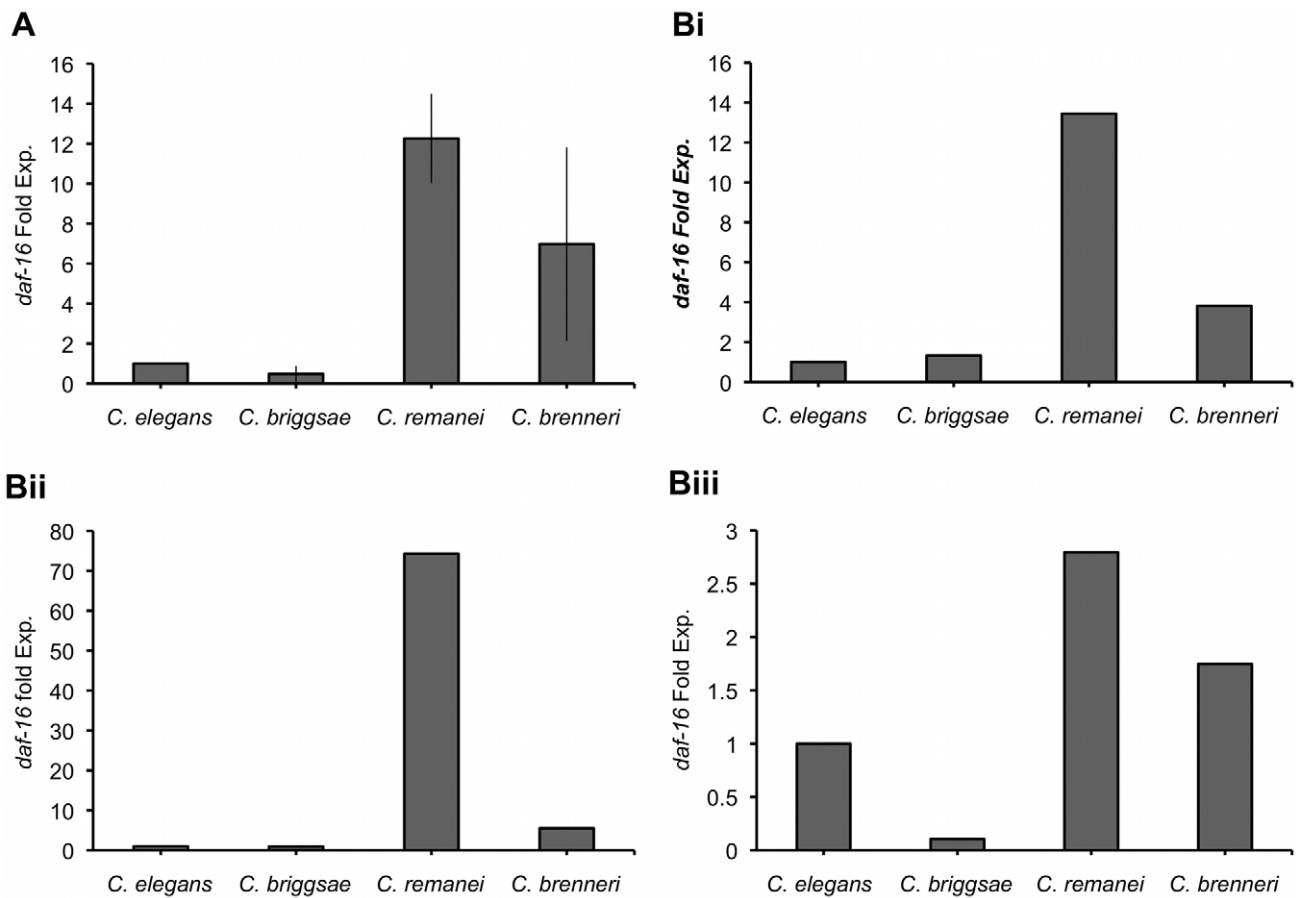 A
daf-16 Fold Exp.
16
14
12
10
8
6
4
2
0
C. elegans C. briggsae C. remanei C. brenneri
Bi
daf-16 Fold Exp.
16
14
12
10
8
6
4
2
0
C. elegans C. briggsae C. remanei C. brenneri
Bii
daf-16 fold Exp.
80
70
60
50
40
30
20
10
0
C. elegans C. briggsae C. remanei C. brenneri
Biii
daf-16 Fold Exp.
3
2.5
2
1.5
1
0.5
0
C. elegans C. briggsae C. remanei C. brenneri